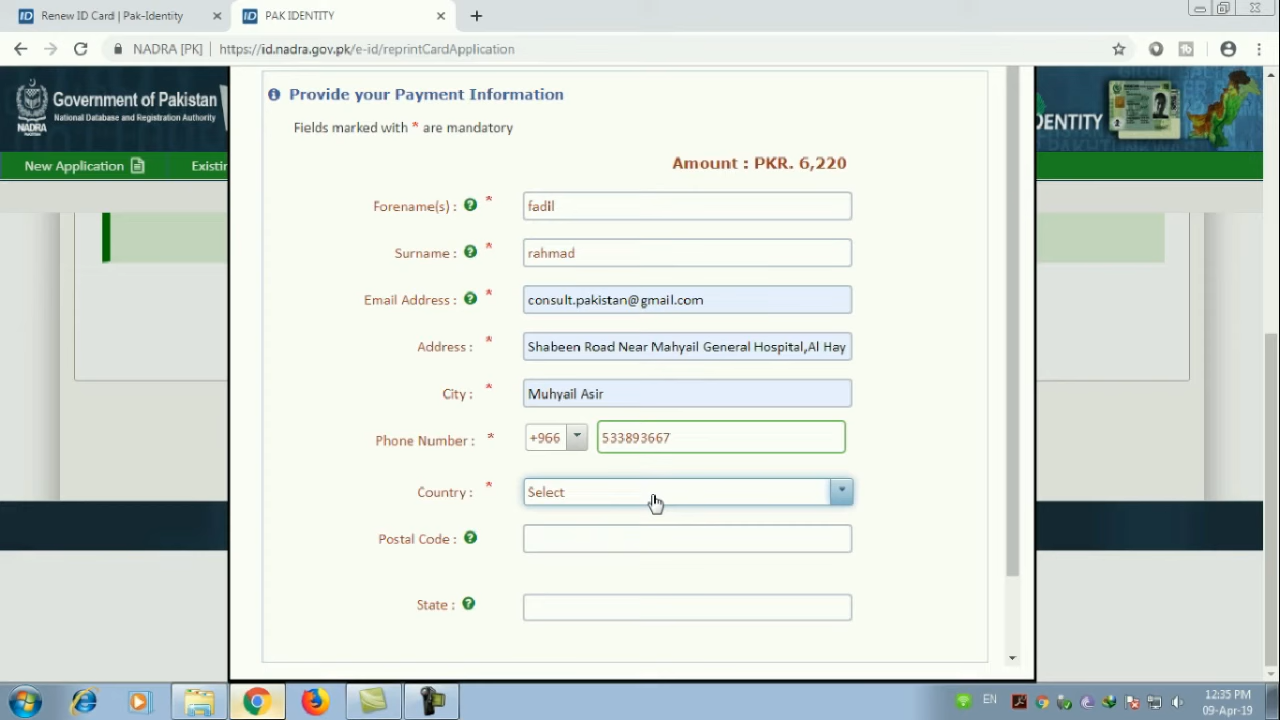 Renew ID Card | Pak-Identity
PAK IDENTITY
NADRA [PK] | https://id.nadra.gov.pk/e-id/reprintCardApplication
Government of Pakistan
National Database and Registration Authority
NADRA
DENTITY
New Application
Existin
Provide your Payment Information
Fields marked with * are mandatory
Amount : PKR. 6,220
Forename(s) : ? * fadil
Surname : ? * rahmad
Email Address : ? * consult.pakistan@gmail.com
Address : * Shabeen Road Near Mahyail General Hospital,Al Hay
City : * Muhyail Asir
Phone Number : * +966 533893667
Country : * Select
Postal Code : ?
State : ?
EN
12:35 PM
09-Apr-19